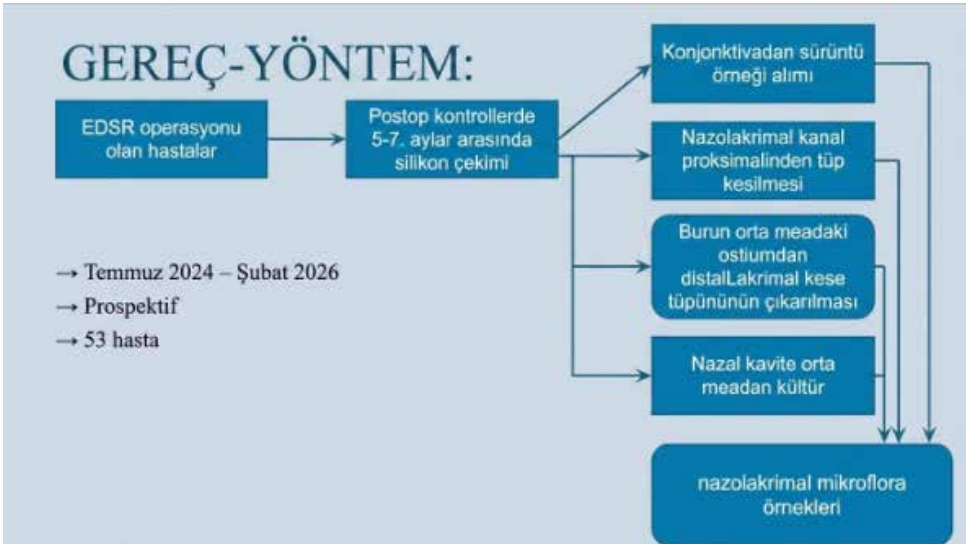 GEREÇ-YÖNTEM:
EDSR operasyonu
olan hastalar
Postop kontrollerde
5-7. aylar arasında
silikon çekimi
Konjonktivadan sürüntü
örneği alımı
Nazolakrimal kanal
proksimalinden tüp
kesilmesi
Burun orta meadaki
ostiumdan
distalLakrimal kese
tüpününün çıkarılması
Nazal kavite orta
meadan kültür
nazolakrimal mikroflora
örnekleri
→ Temmuz 2024 – Şubat 2026
→ Prospektif
→ 53 hasta